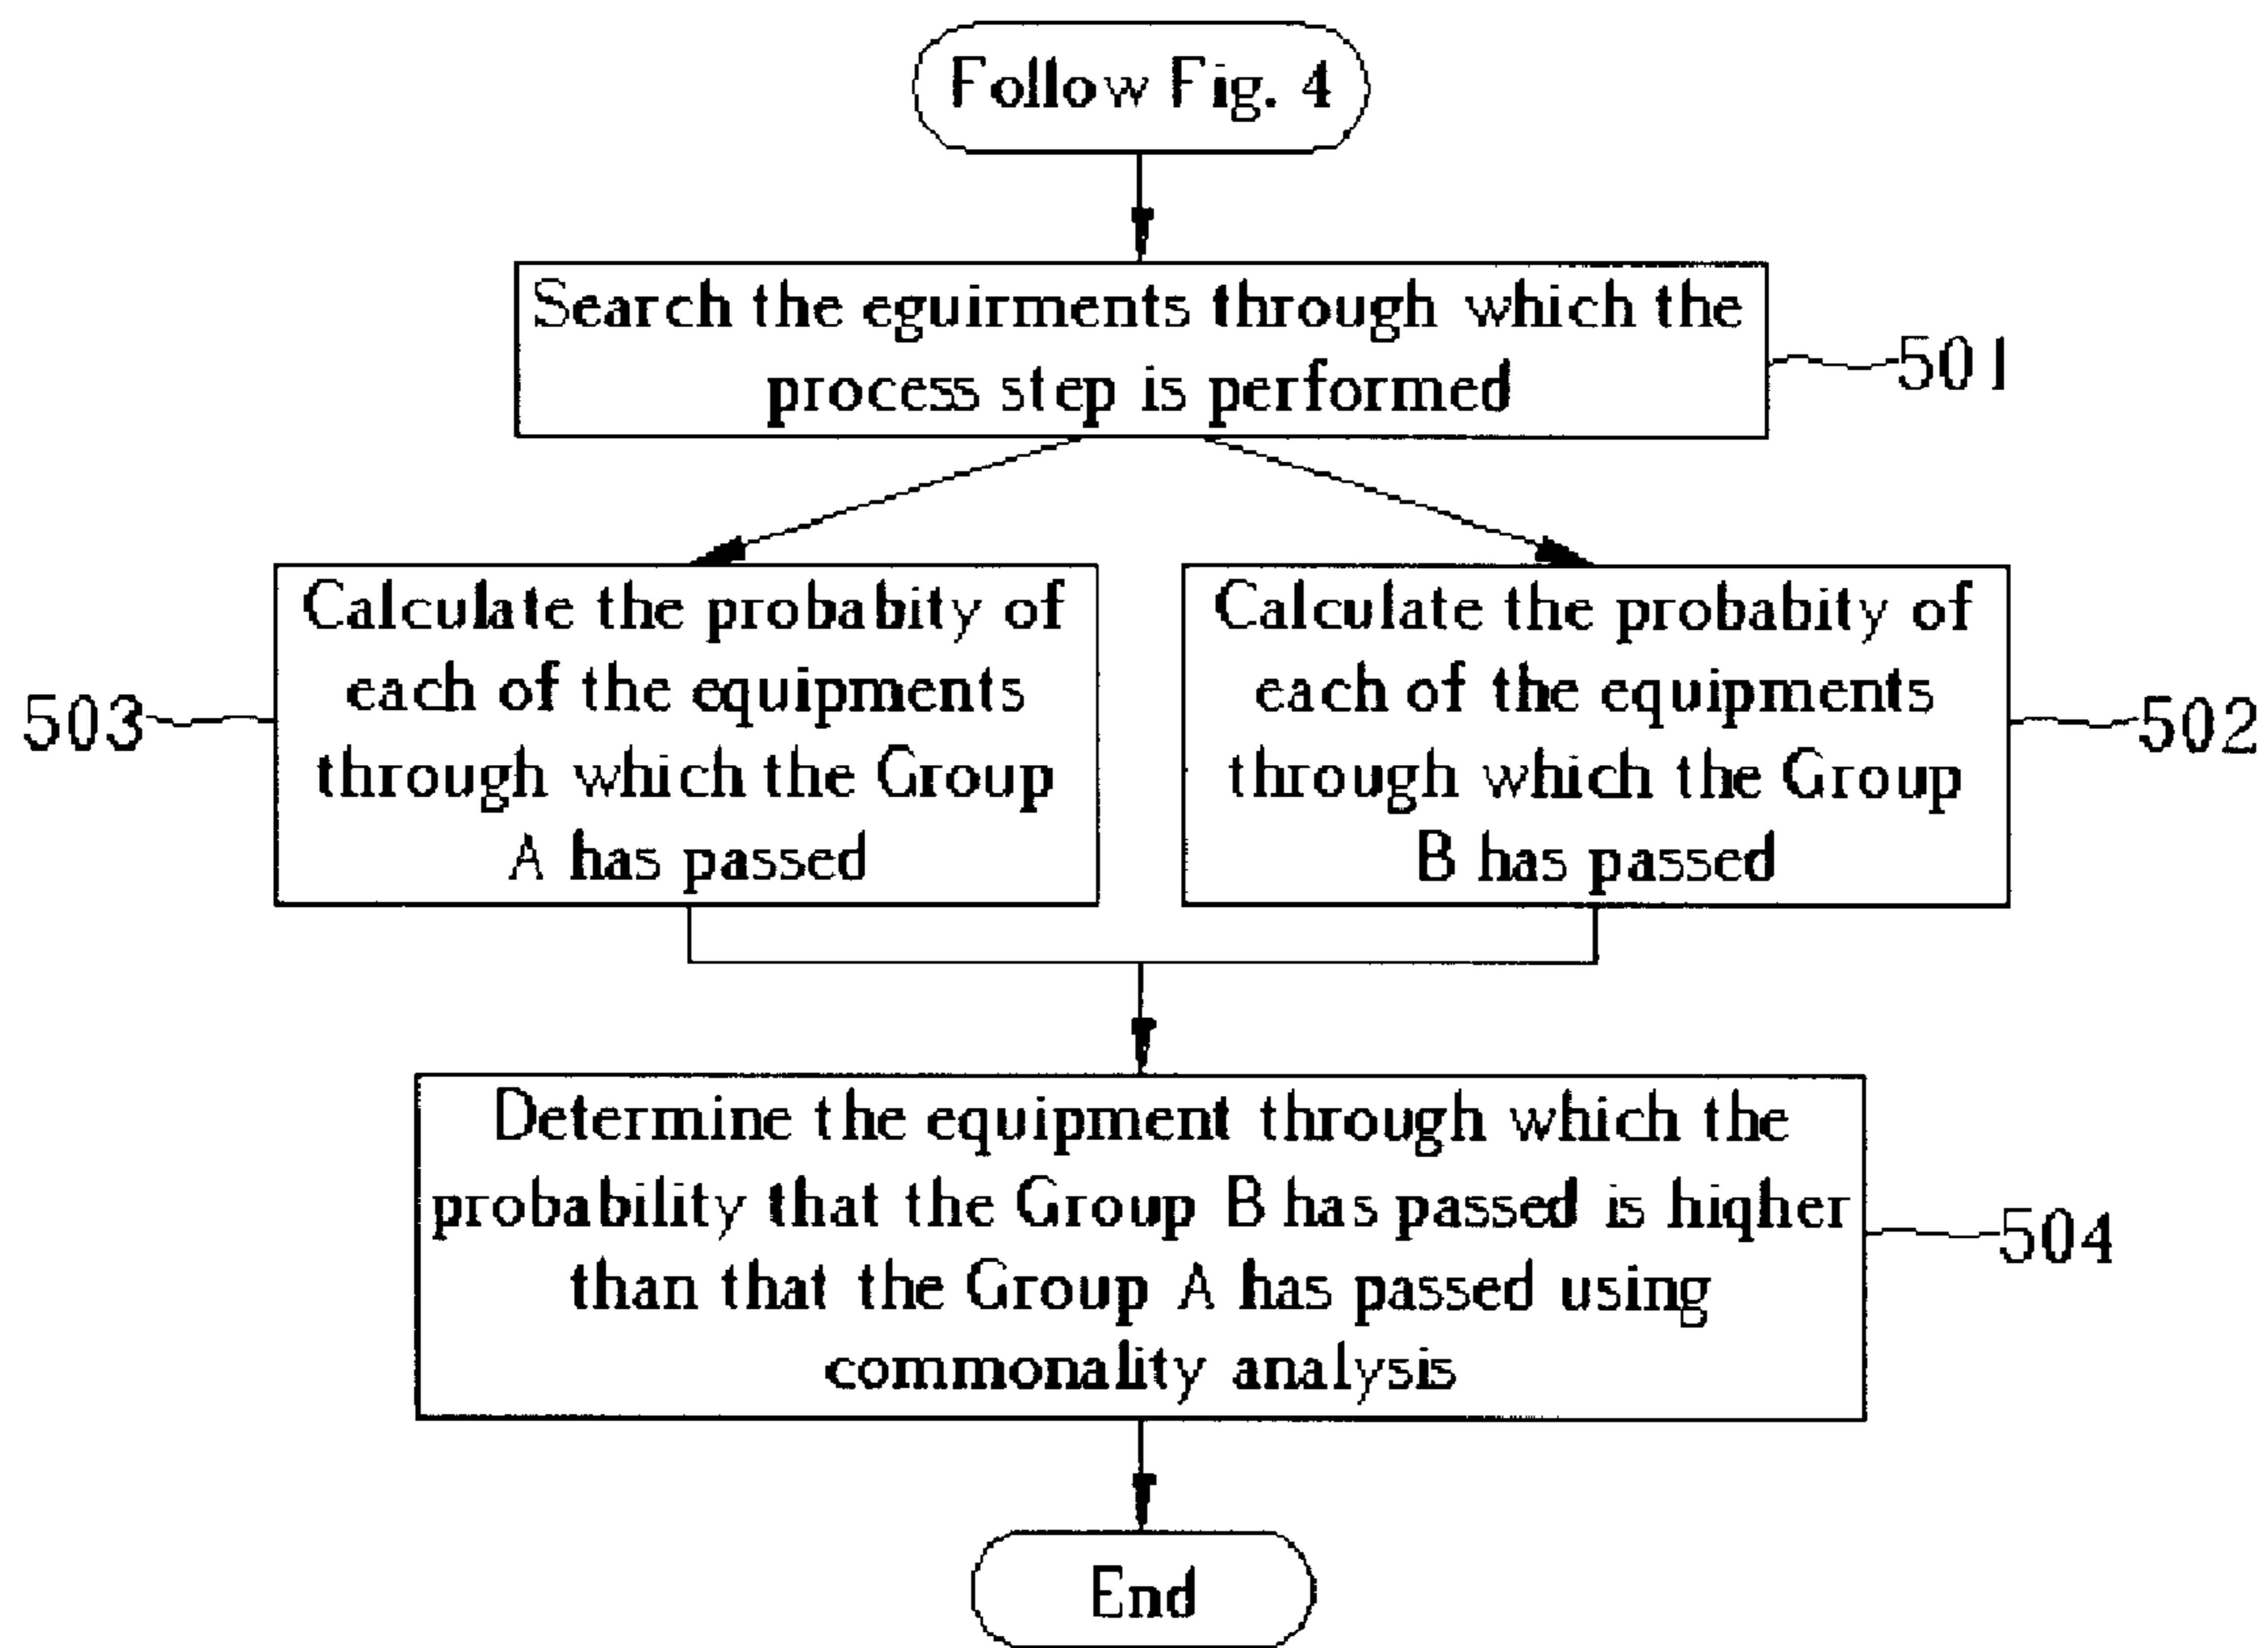 Follow Fig. 4
Search the eguirments through which the
process step is performed
501
Calculate the probabity of
each of the equipments
through which the Group
A has passed
503
Calculate the probabity of
each of the equipments
through which the Group
B has passed
502
Determine the equipment through which the
probability that the Group B has passed is hiqher
than that the Group A has passed using
commonality analysis
504
End